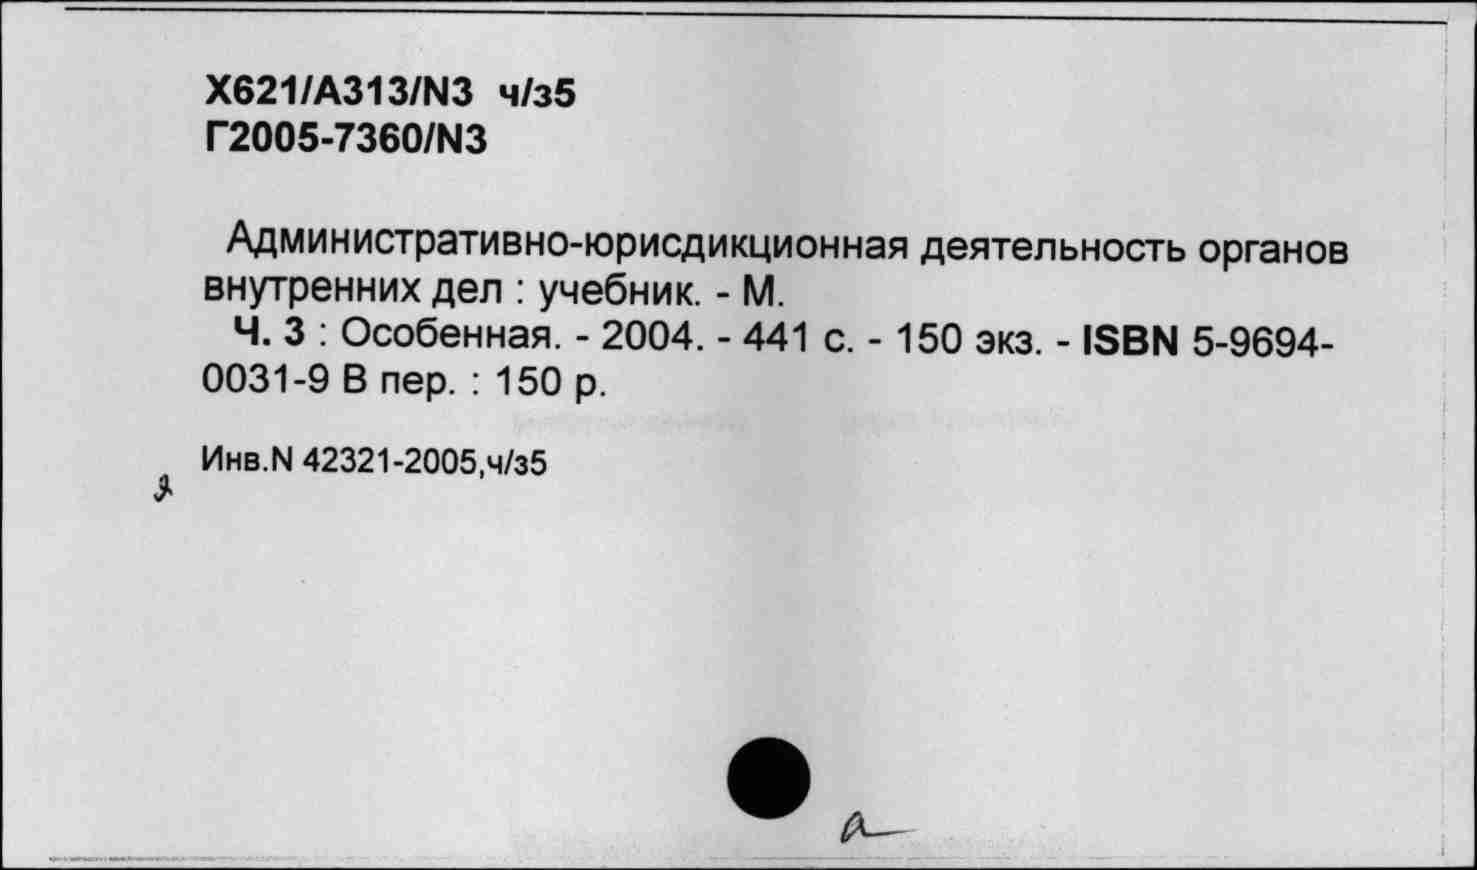 Х621/А313/N3 ч/з5
Г2005-7360/N3
Административно-юрисдикционная деятельность органов
внутренних дел : учебник. - М.
Ч. 3 : Особенная. - 2004. - 441 с. - 150 экз. - ISBN 5-9694-
0031-9 В пер. : 150 р.
Инв.N 42321-2005,ч/з5
а